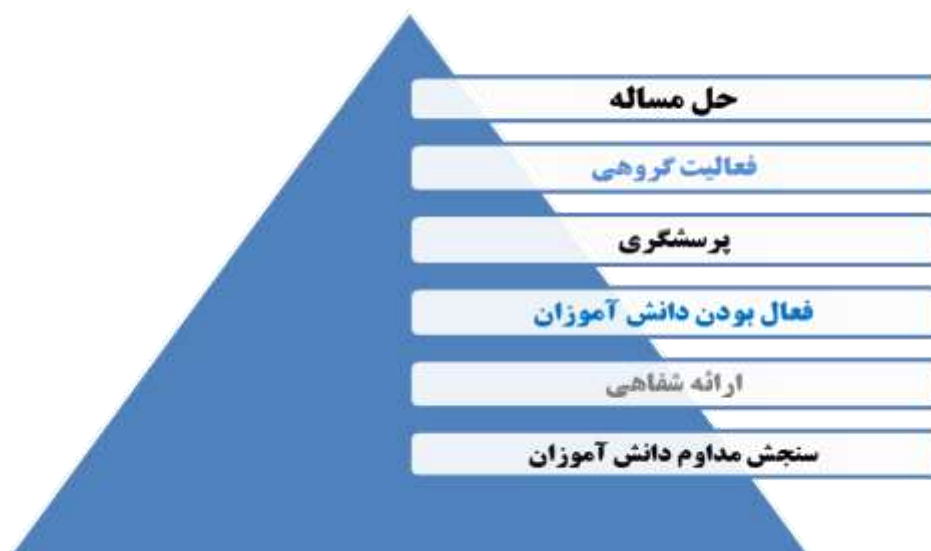 حل مساله
فعالیت گروهی
پرسشگری
فعال بودن دانش آموزان
ارائه شفاهی
سنجش مداوم دانش آموزان